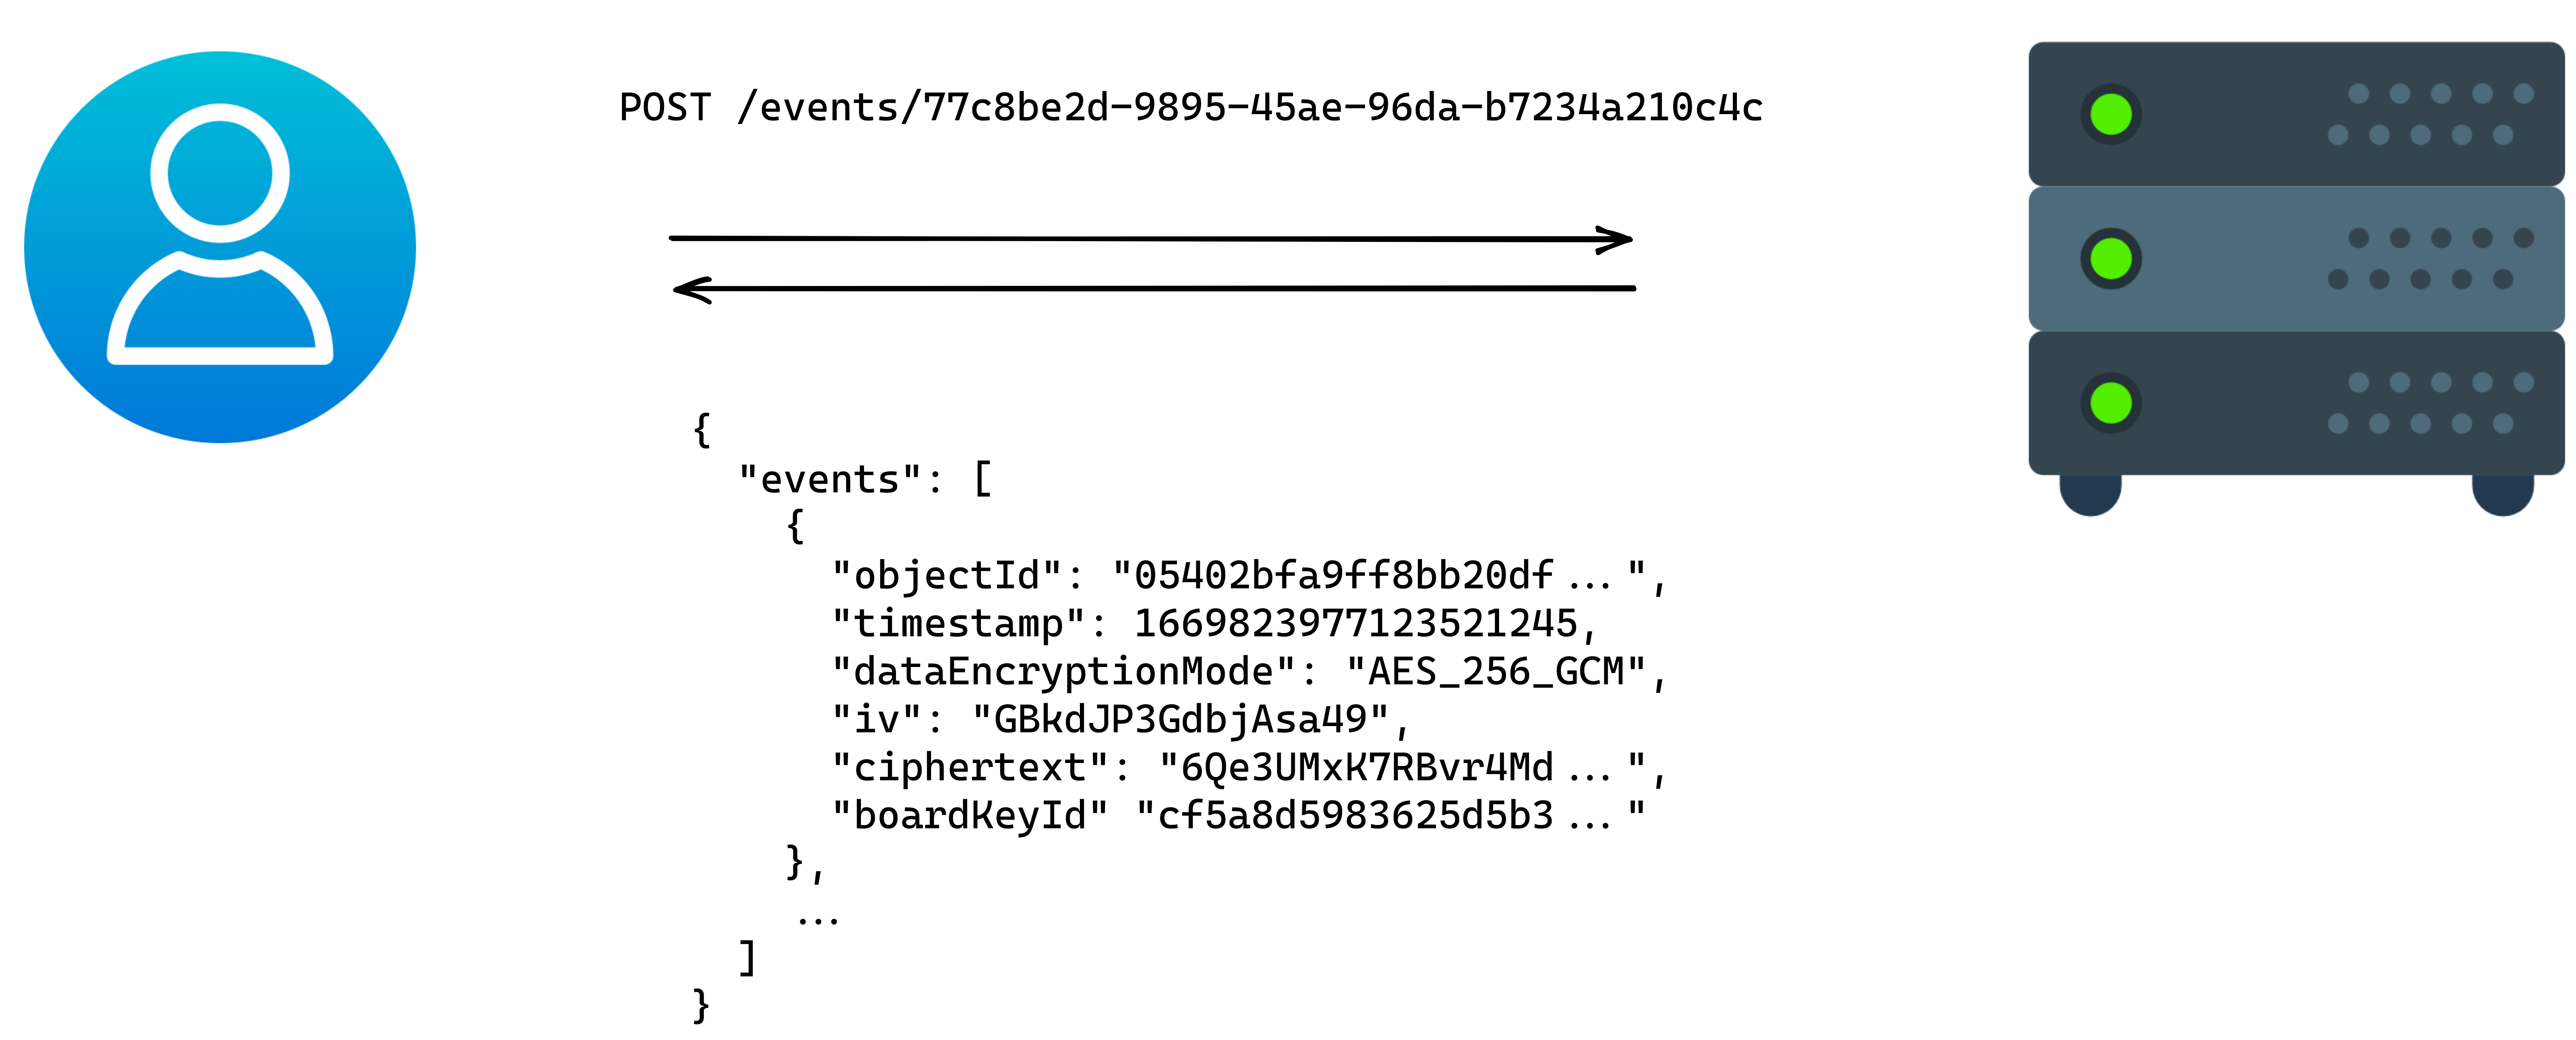 POST /events/77c8be2d-9895-45ae-96da-b7234a210c4c
{
"events": [
{
"objectId": "05402bfa9ff8bb20df...",
"timestamp": 1669823977123521245,
"dataEncryptionMode": "AES_256_GCM",
"iv": "GBkdJP3GdbjAsa49",
"ciphertext": "6Qe3UMxK7RBvr4Md...",
"boardKeyId" "cf5a8d5983625d5b3..."
},
...
]
}